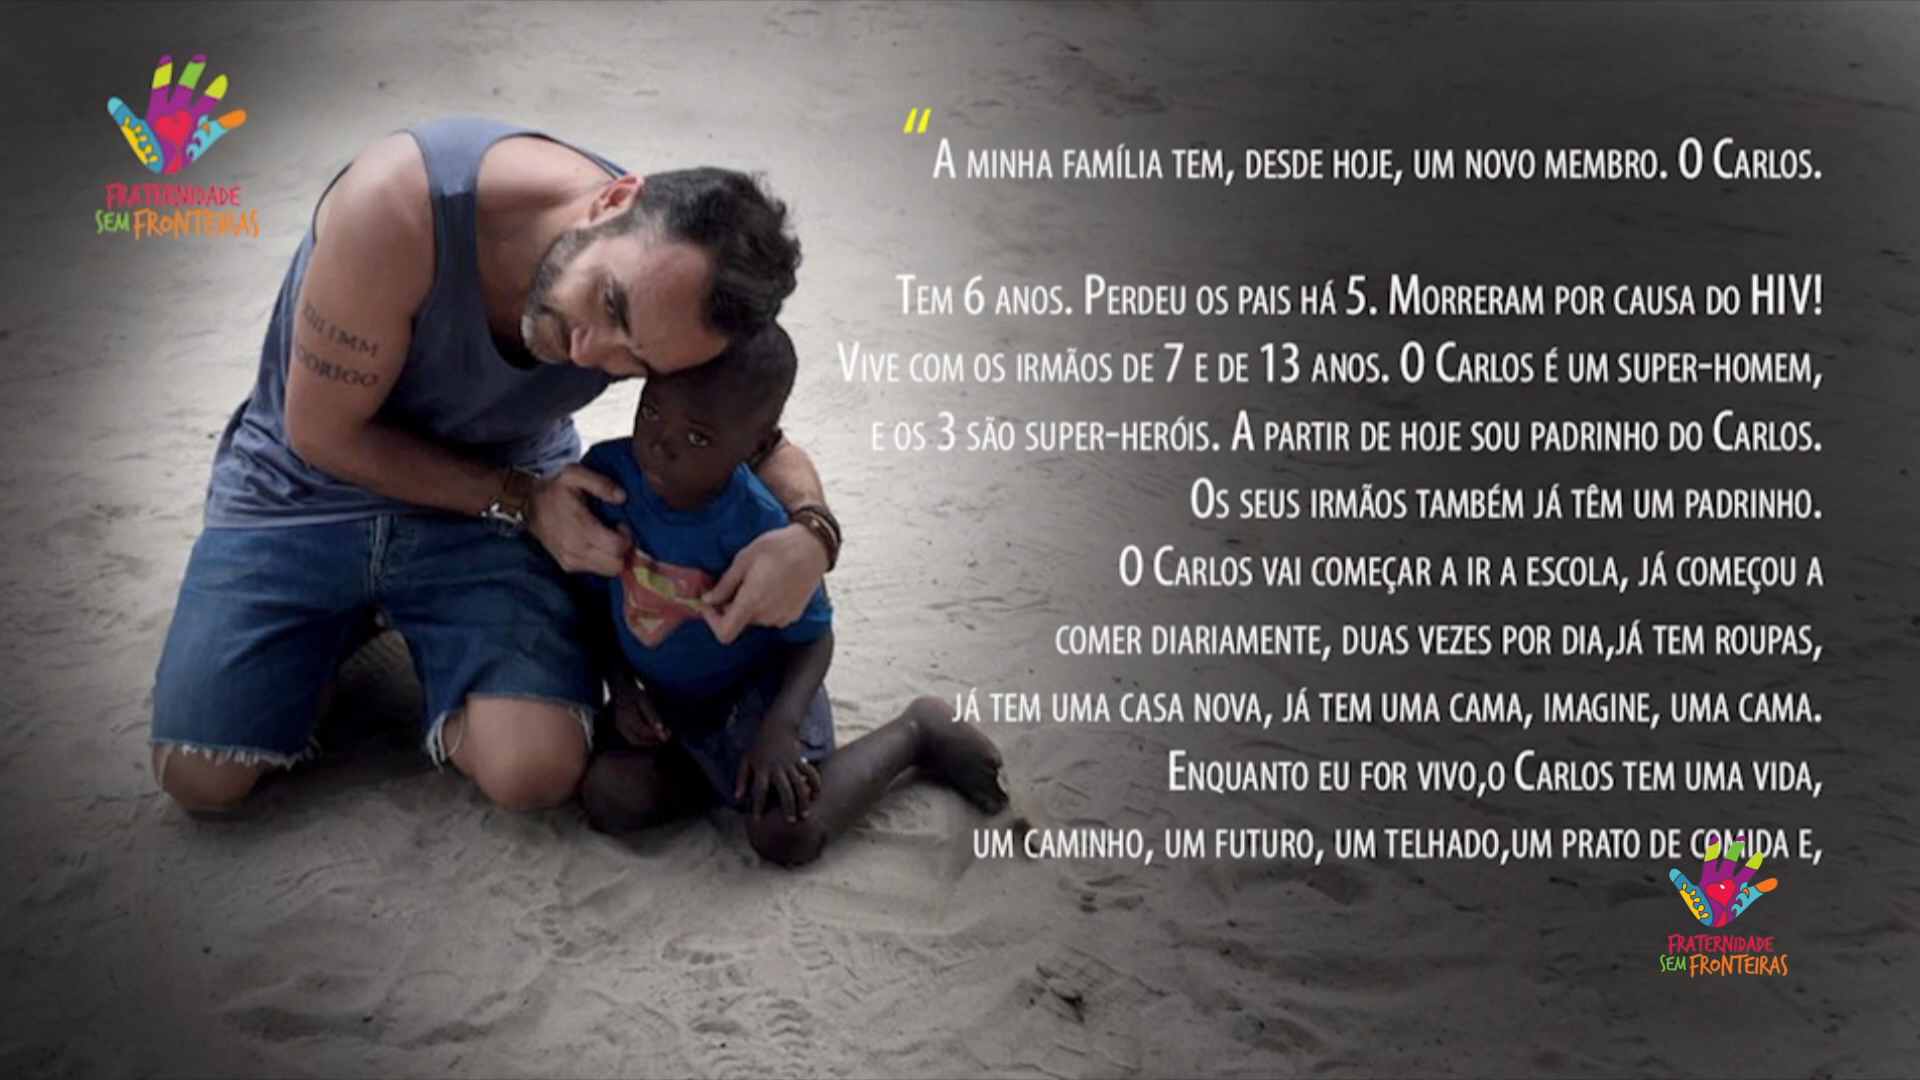 FRATERNIDADE
SEM FRONTEIRAS
“
A MINHA FAMÍLIA TEM, DESDE HOJE, UM NOVO MEMBRO. O CARLOS.
TEM 6 ANOS. PERDEU OS PAIS HÁ 5. MORRERAM POR CAUSA DO HIV!
VIVE COM OS IRMÃOS DE 7 E DE 13 ANOS. O CARLOS É UM SUPER-HOMEM,
E OS 3 SÃO SUPER-HERÓIS. A PARTIR DE HOJE SOU PADRINHO DO CARLOS.
OS SEUS IRMÃOS TAMBÉM JÁ TÊM UM PADRINHO.
O CARLOS VAI COMEÇAR A IR A ESCOLA, JÁ COMEÇOU A
COMER DIARIAMENTE, DUAS VEZES POR DIA,JÁ TEM ROUPAS,
JÁ TEM UMA CASA NOVA, JÁ TEM UMA CAMA, IMAGINE, UMA CAMA.
ENQUANTO EU FOR VIVO,O CARLOS TEM UMA VIDA,
UM CAMINHO, UM FUTURO, UM TELHADO,UM PRATO DE COMIDA E,
FRATERNIDADE
SEM FRONTEIRAS